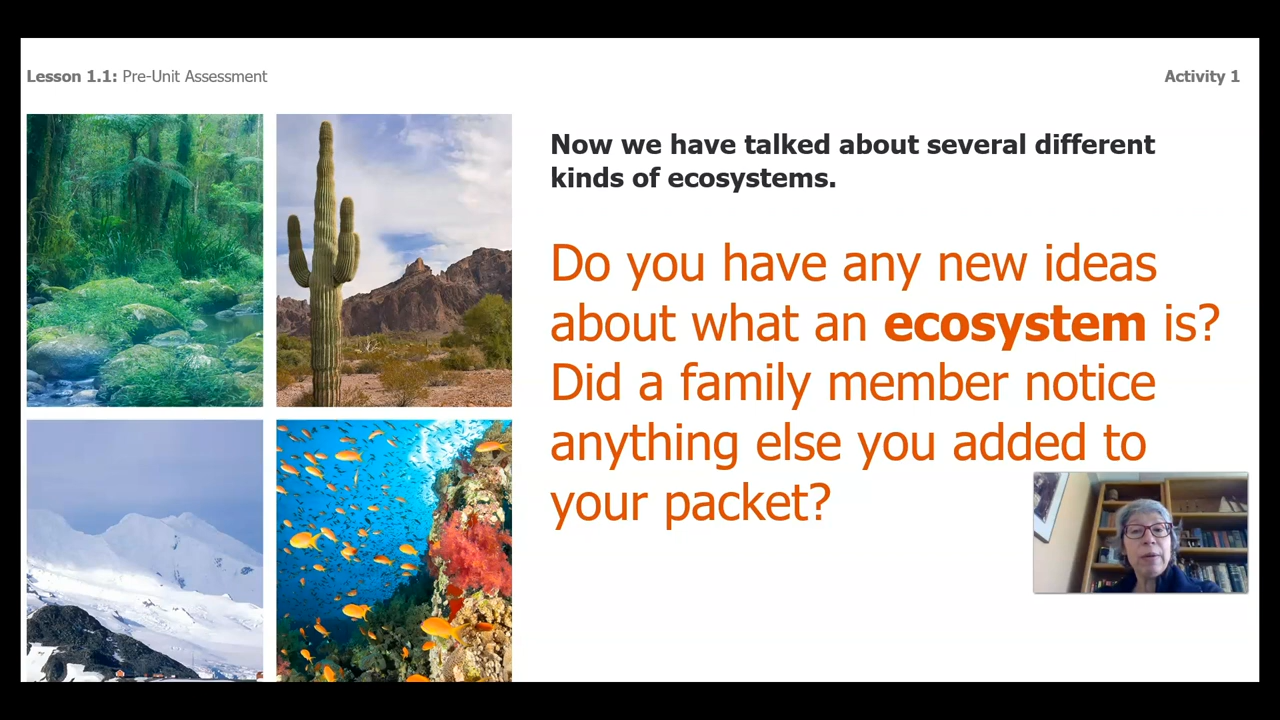 Lesson 1.1: Pre-Unit Assessment
Activity 1
Now we have talked about several different
kinds of ecosystems.
Do you have any new ideas
about what an ecosystem is?
Did a family member notice
anything else you added to
your packet?